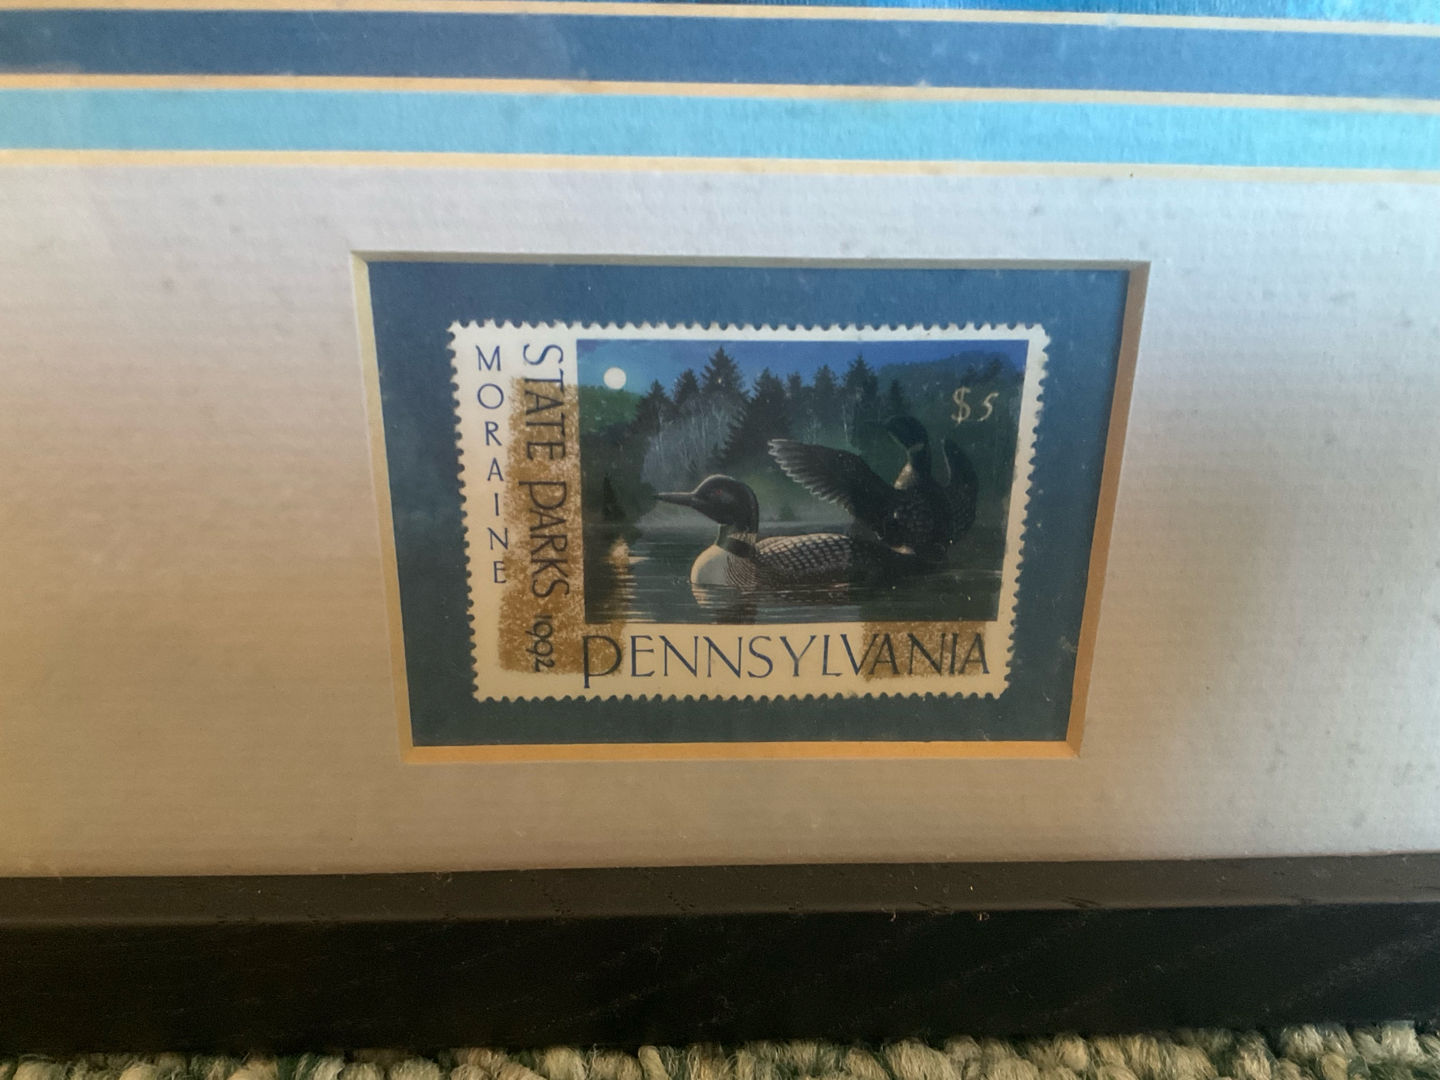 MORAINE
STATE PARKS 1992
$5
PENNSYLVANIA